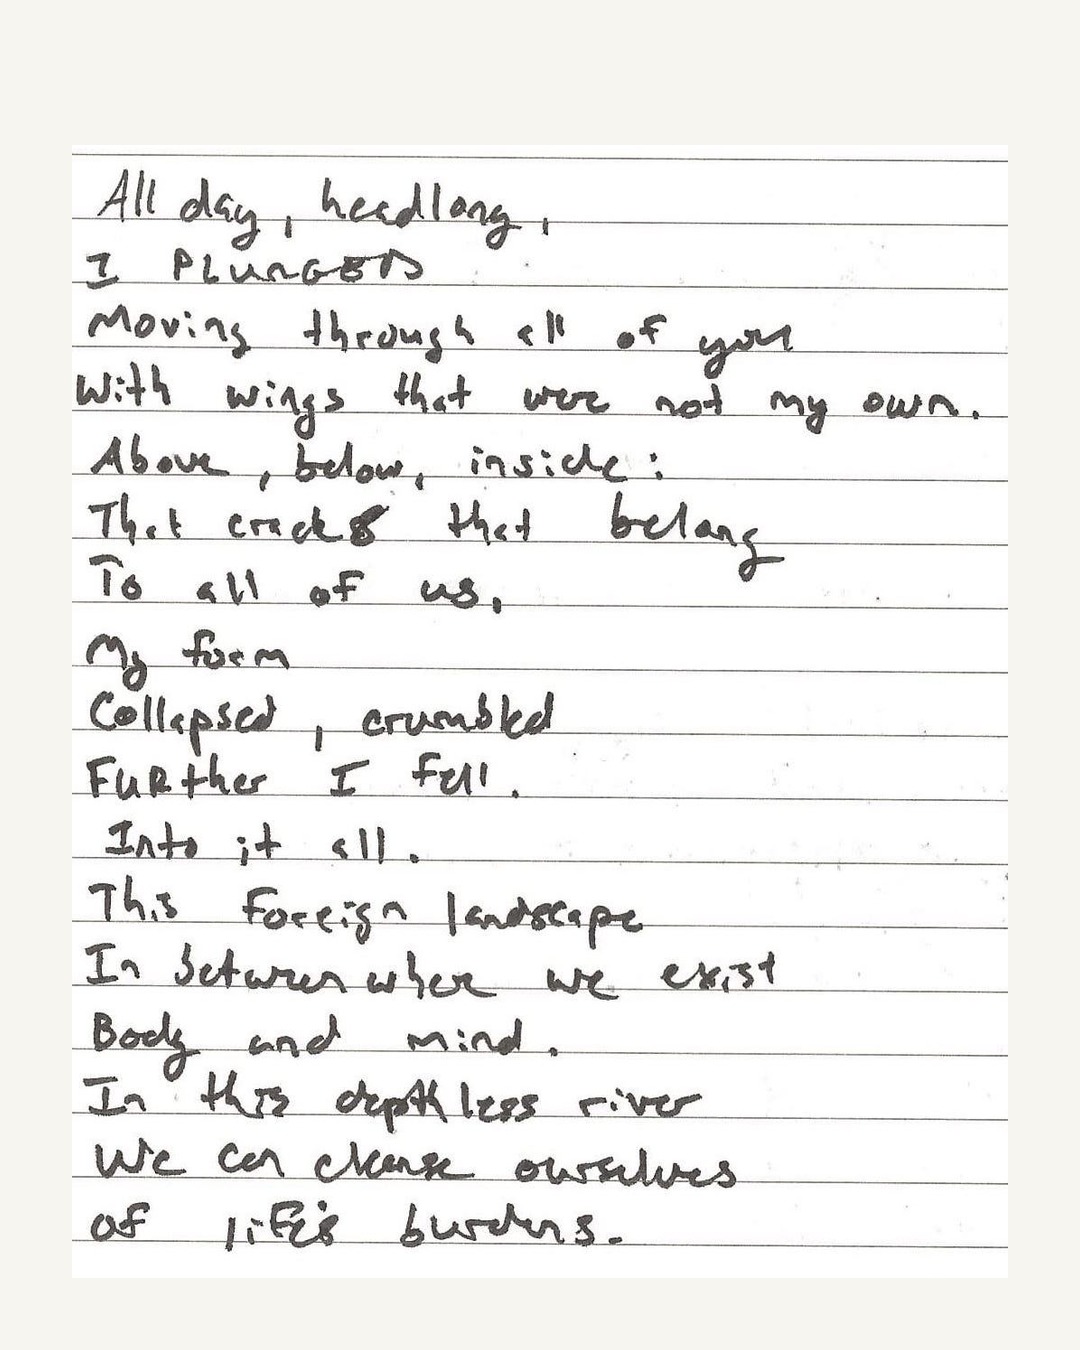 All day, headlong,
I PLUNGED
Moving through all of you
With wings that were not my own.
Above, below, inside:
That cracks that belong
To all of us.
My form
Collapsed, crumbled
FuRther I fell.
Into it all.
This Foreign landscape
In between where we exist
Body and mind.
In this depthless river
We can cleanse ourselves
of life's burdens.